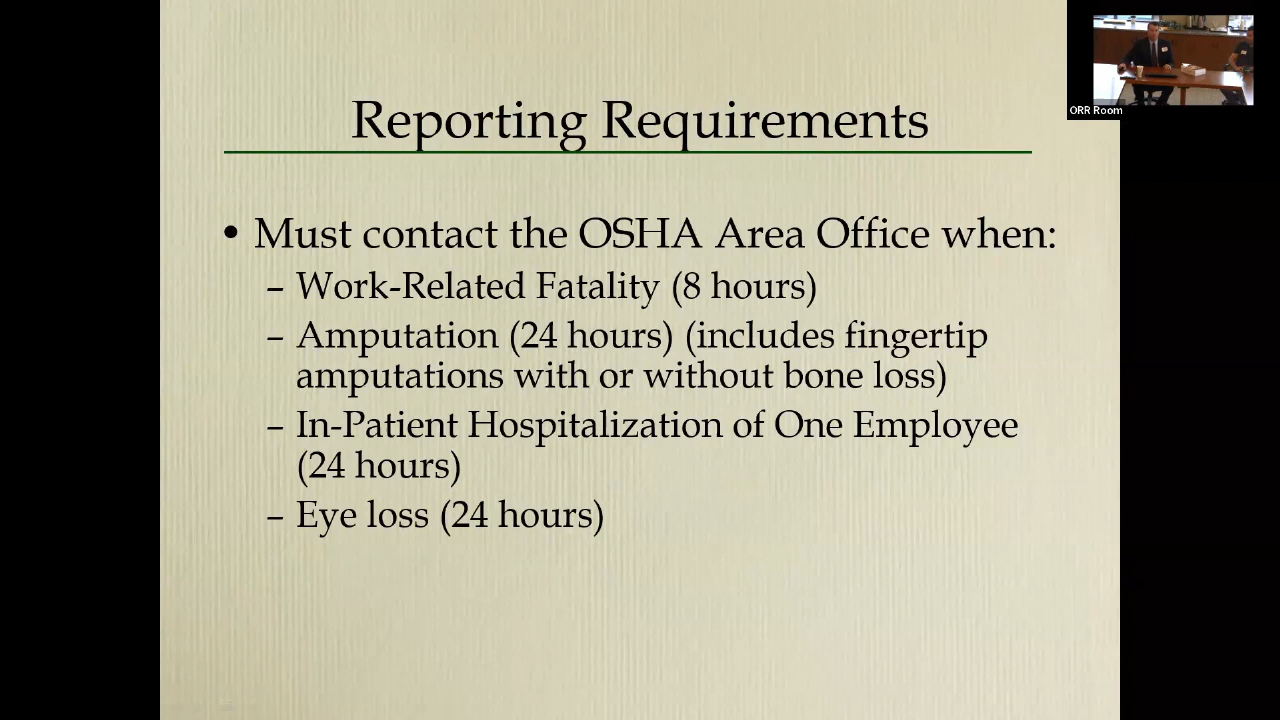 Reporting Requirements
ORR Room
• Must contact the OSHA Area Office when:
– Work-Related Fatality (8 hours)
– Amputation (24 hours) (includes fingertip
amputations with or without bone loss)
– In-Patient Hospitalization of One Employee
(24 hours)
– Eye loss (24 hours)